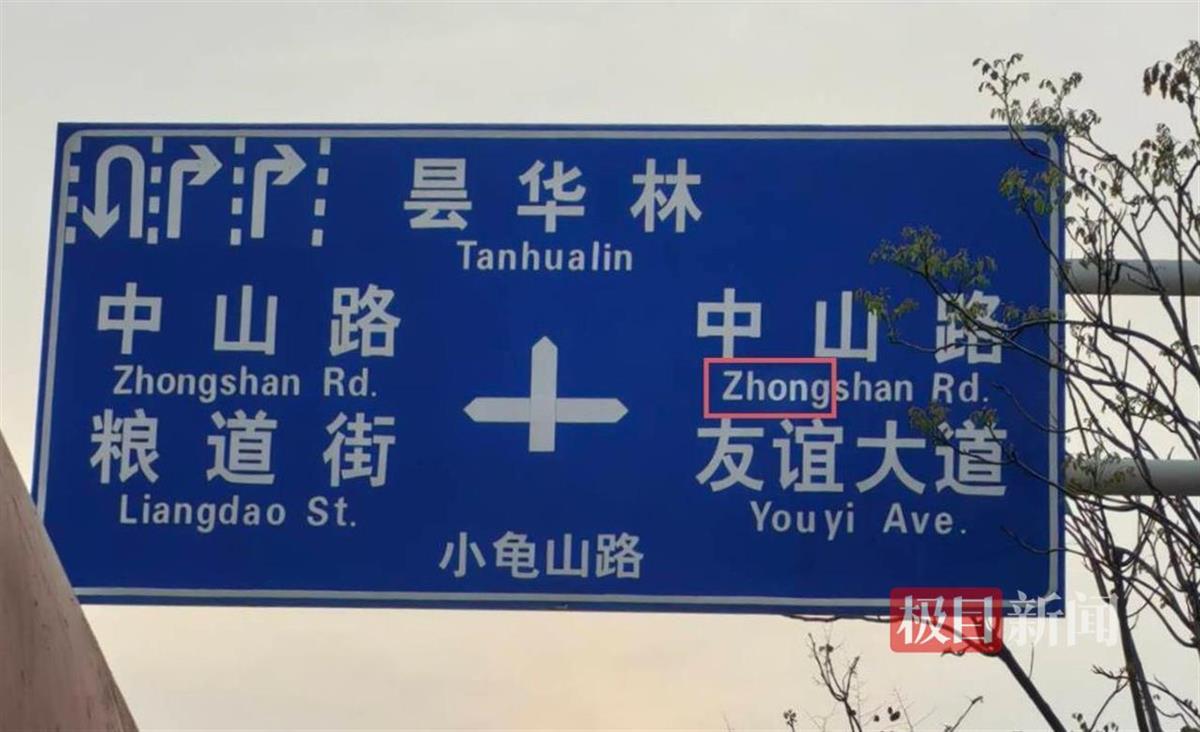 昙华林
Tanhualin
中山路
Zhongshan Rd.
粮道街
Liangdao St.
中山路
Zhongshan Rd.
友谊大道
Youyi Ave.
小龟山路
极目新闻